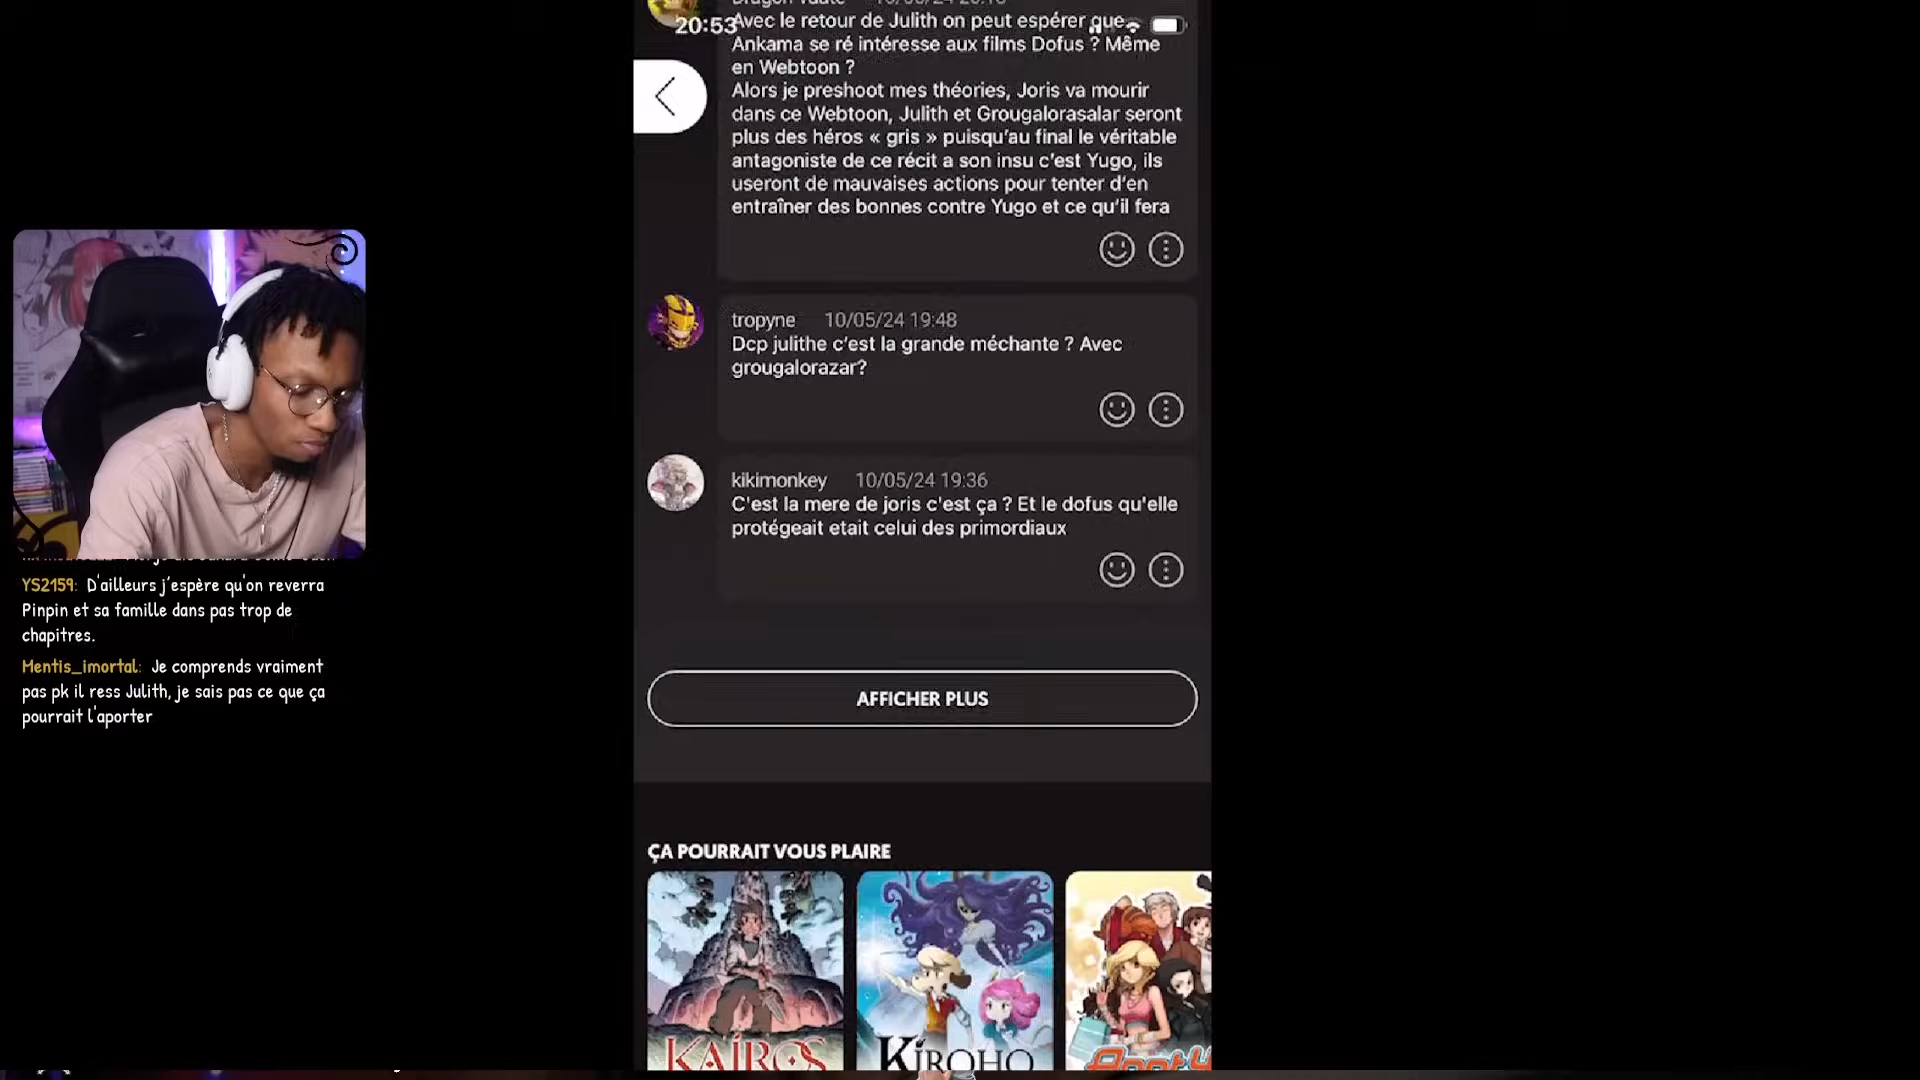 20:53
Avec le retour de Julith on peut espérer que
Ankama se ré intéresse aux films Dofus ? Même
en Webtoon ?
Alors je preshoot mes théories, Joris va mourir
dans ce Webtoon, Julith et Grougalorasalar seront
plus des héros « gris » puisqu'au final le véritable
antagoniste de ce récit a son insu c'est Yugo, ils
useront de mauvaises actions pour tenter d'en
entraîner des bonnes contre Yugo et ce qu'il fera
tropyne 10/05/24 19:48
Dcp julithe c'est la grande méchante ? Avec
grougalorazar?
kikimonkey 10/05/24 19:36
C'est la mere de joris c'est ça ? Et le dofus qu'elle
protégeait etait celui des primordiaux
YS2159: D'ailleurs j'espère qu'on reverra
Pinpin et sa famille dans pas trop de
chapitres.
Mentis_imortal: Je comprends vraiment
pas pk il ress Julith, je sais pas ce que ça
pourrait l'aporter
AFFICHER PLUS
ÇA POURRAIT VOUS PLAIRE
KAIROS
KIROHO